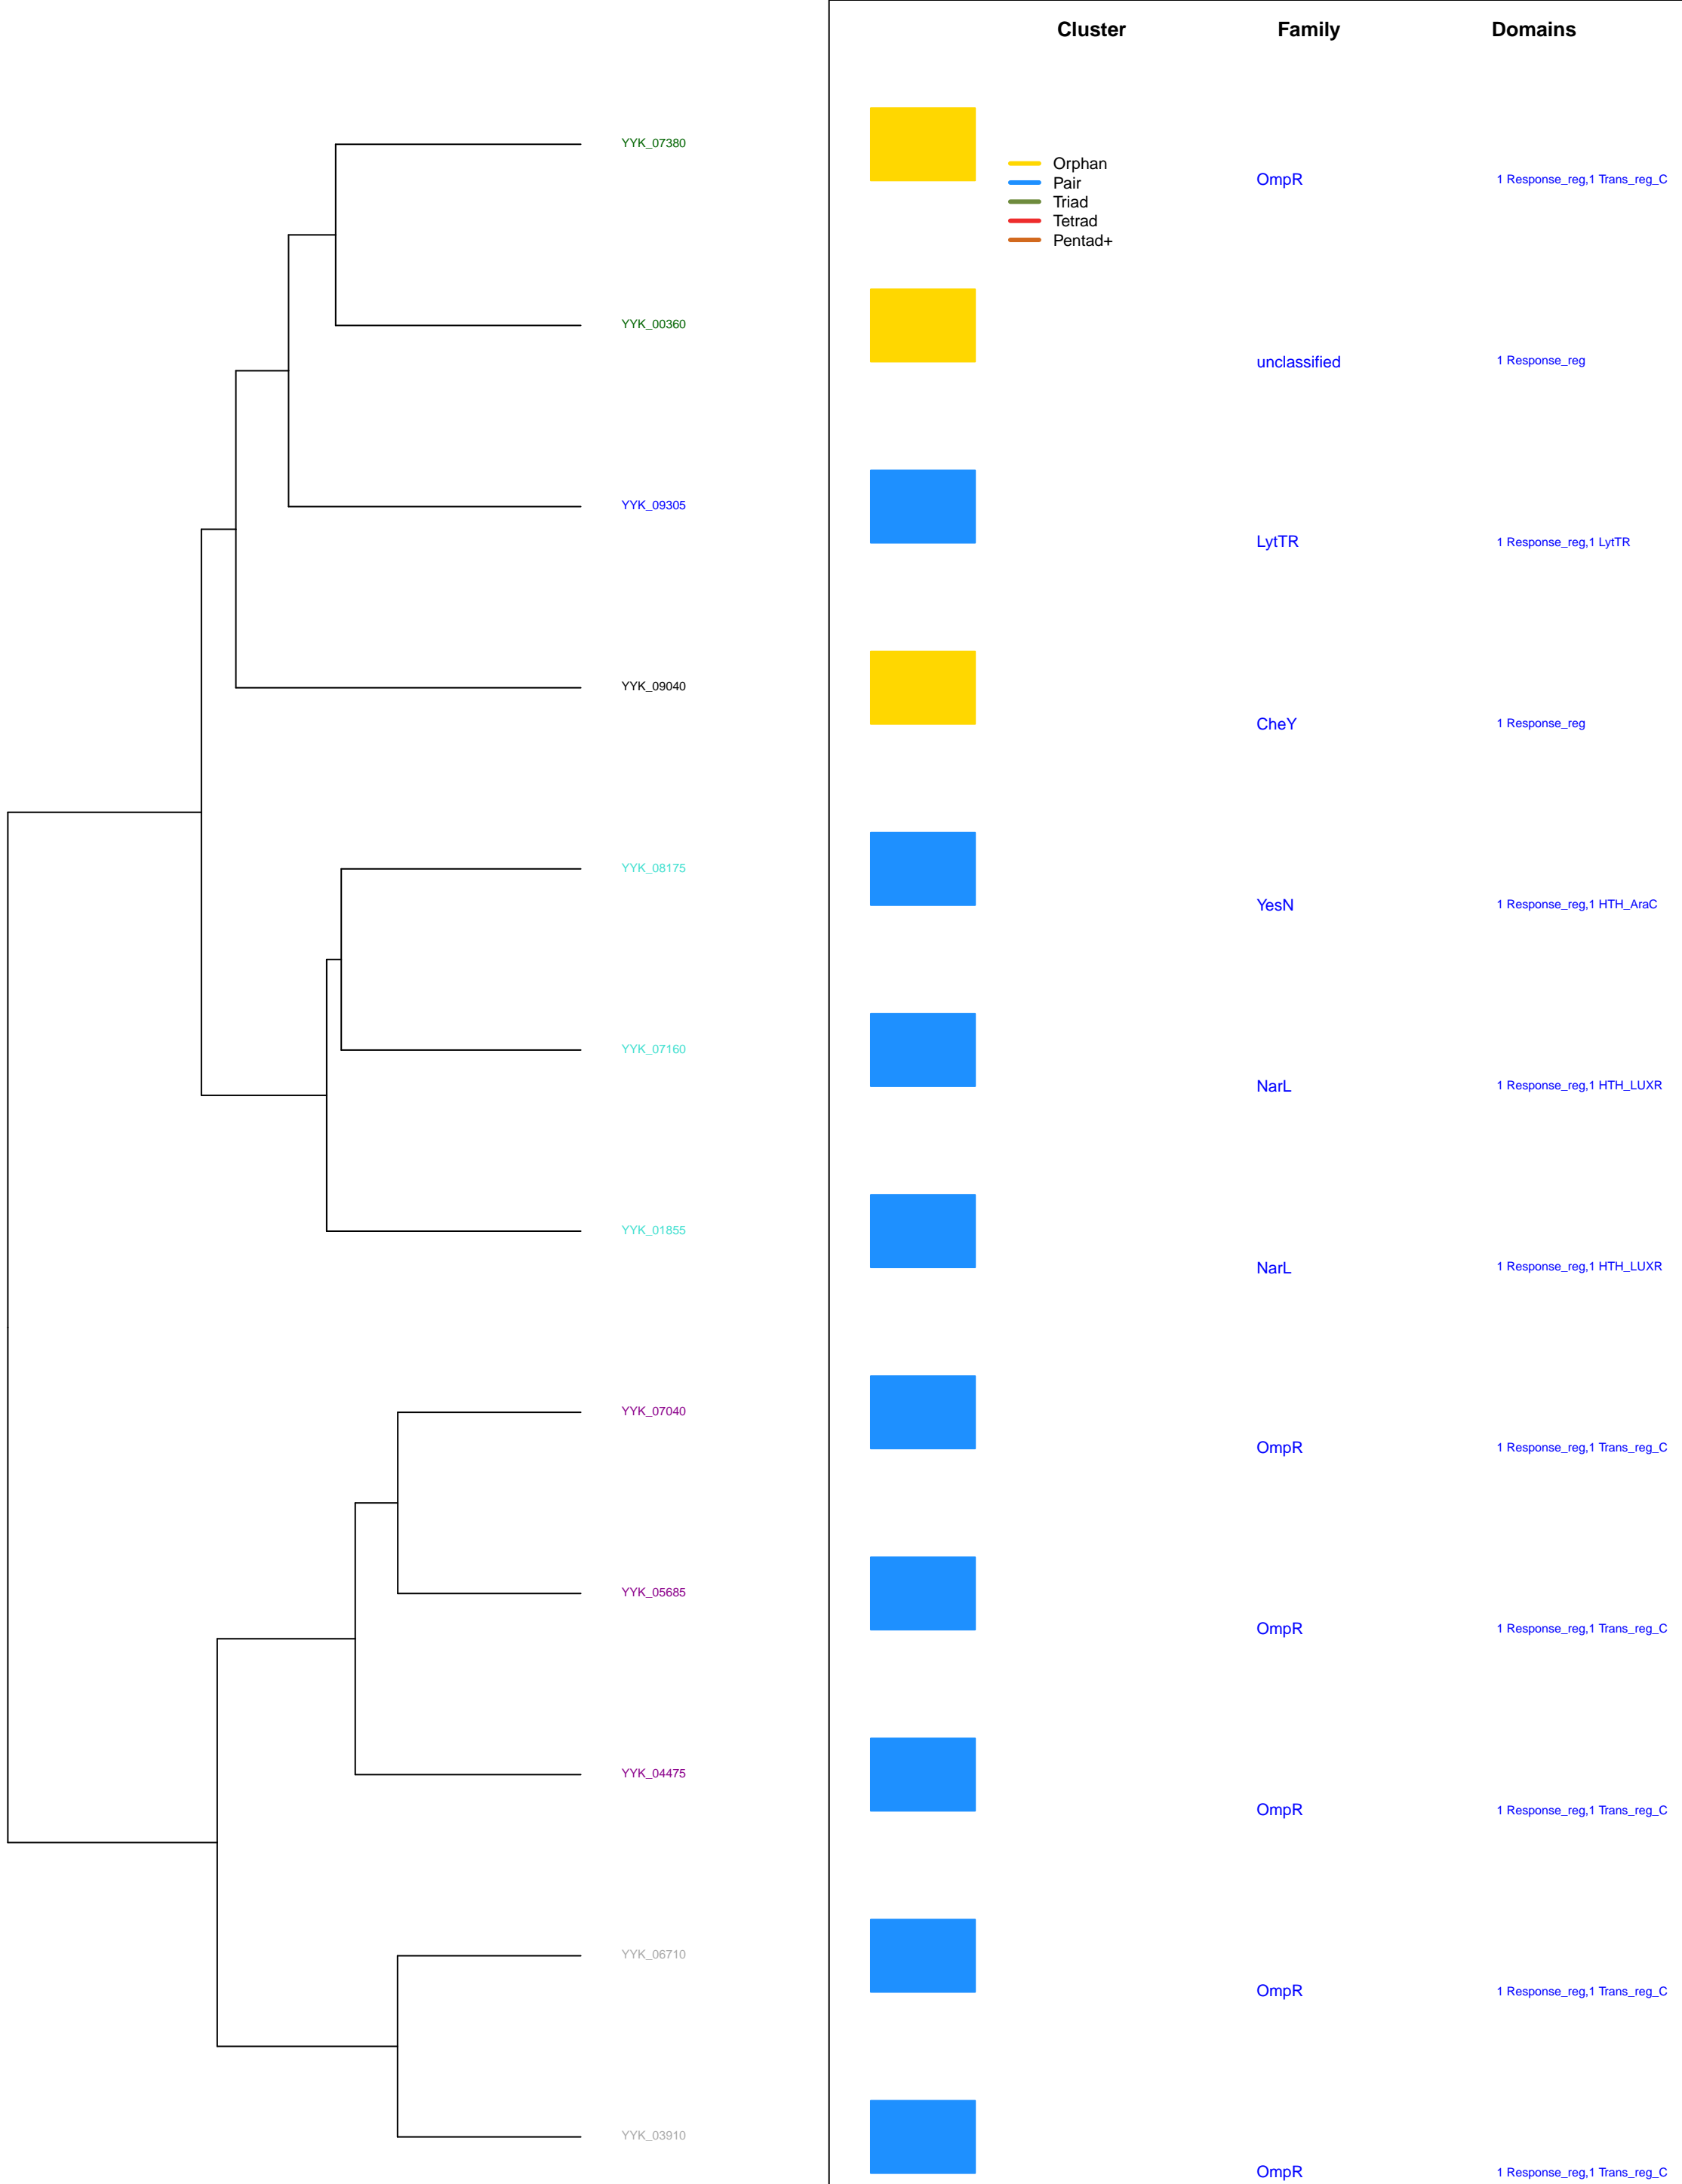 Cluster Family Domains
YYK_07380
Orphan
Pair
Triad
Tetrad
Pentad+
OmpR 1 Response_reg,1 Trans_reg_C
YYK_00360
unclassified 1 Response_reg
YYK_09305
LytTR 1 Response_reg,1 LytTR
YYK_09040
CheY 1 Response_reg
YYK_08175
YesN 1 Response_reg,1 HTH_AraC
YYK_07160
NarL 1 Response_reg,1 HTH_LUXR
YYK_01855
NarL 1 Response_reg,1 HTH_LUXR
YYK_07040
OmpR 1 Response_reg,1 Trans_reg_C
YYK_05685
OmpR 1 Response_reg,1 Trans_reg_C
YYK_04475
OmpR 1 Response_reg,1 Trans_reg_C
YYK_06710
OmpR 1 Response_reg,1 Trans_reg_C
YYK_03910
OmpR 1 Response_reg,1 Trans_reg_C